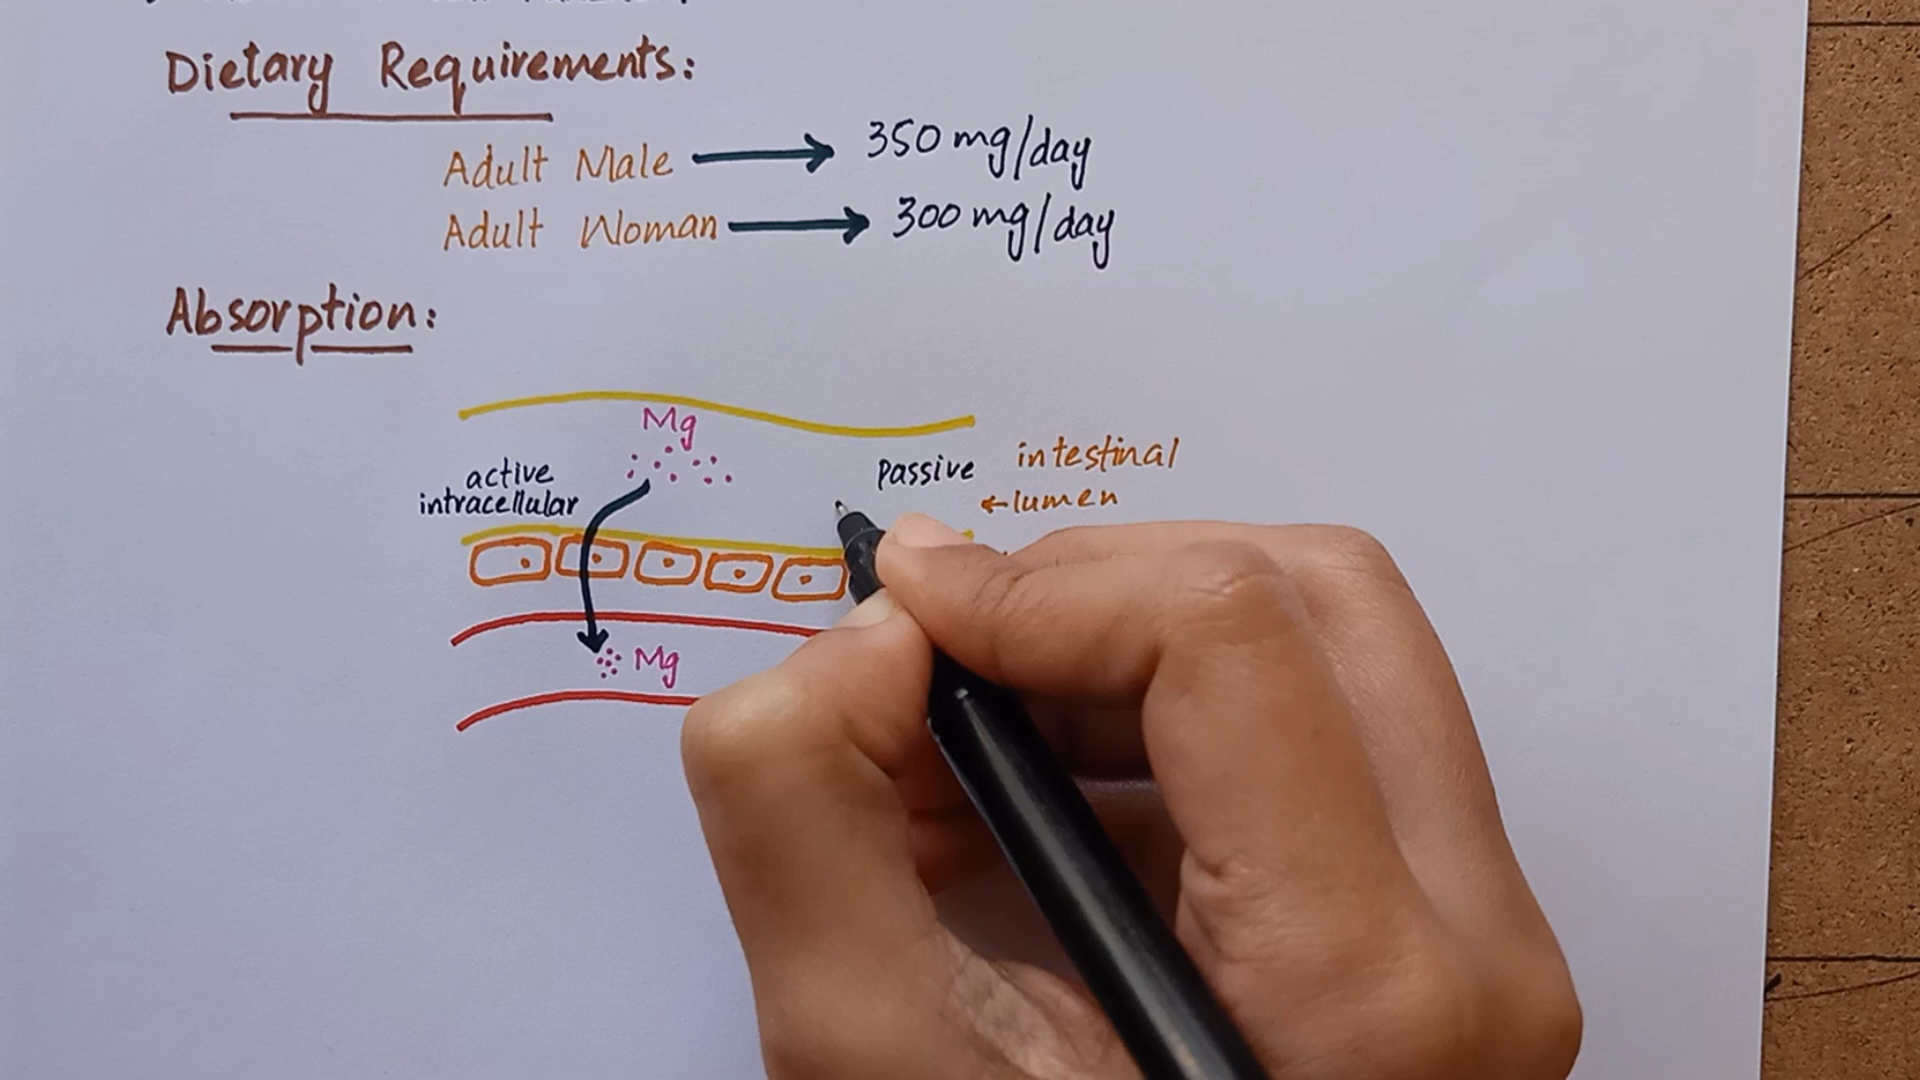 Dietary Requirements:
Adult Male → 350 mg/day
Adult Woman → 300 mg/day
Absorption:
Mg
active
intracellular
passive
intestinal
←lumen
Mg